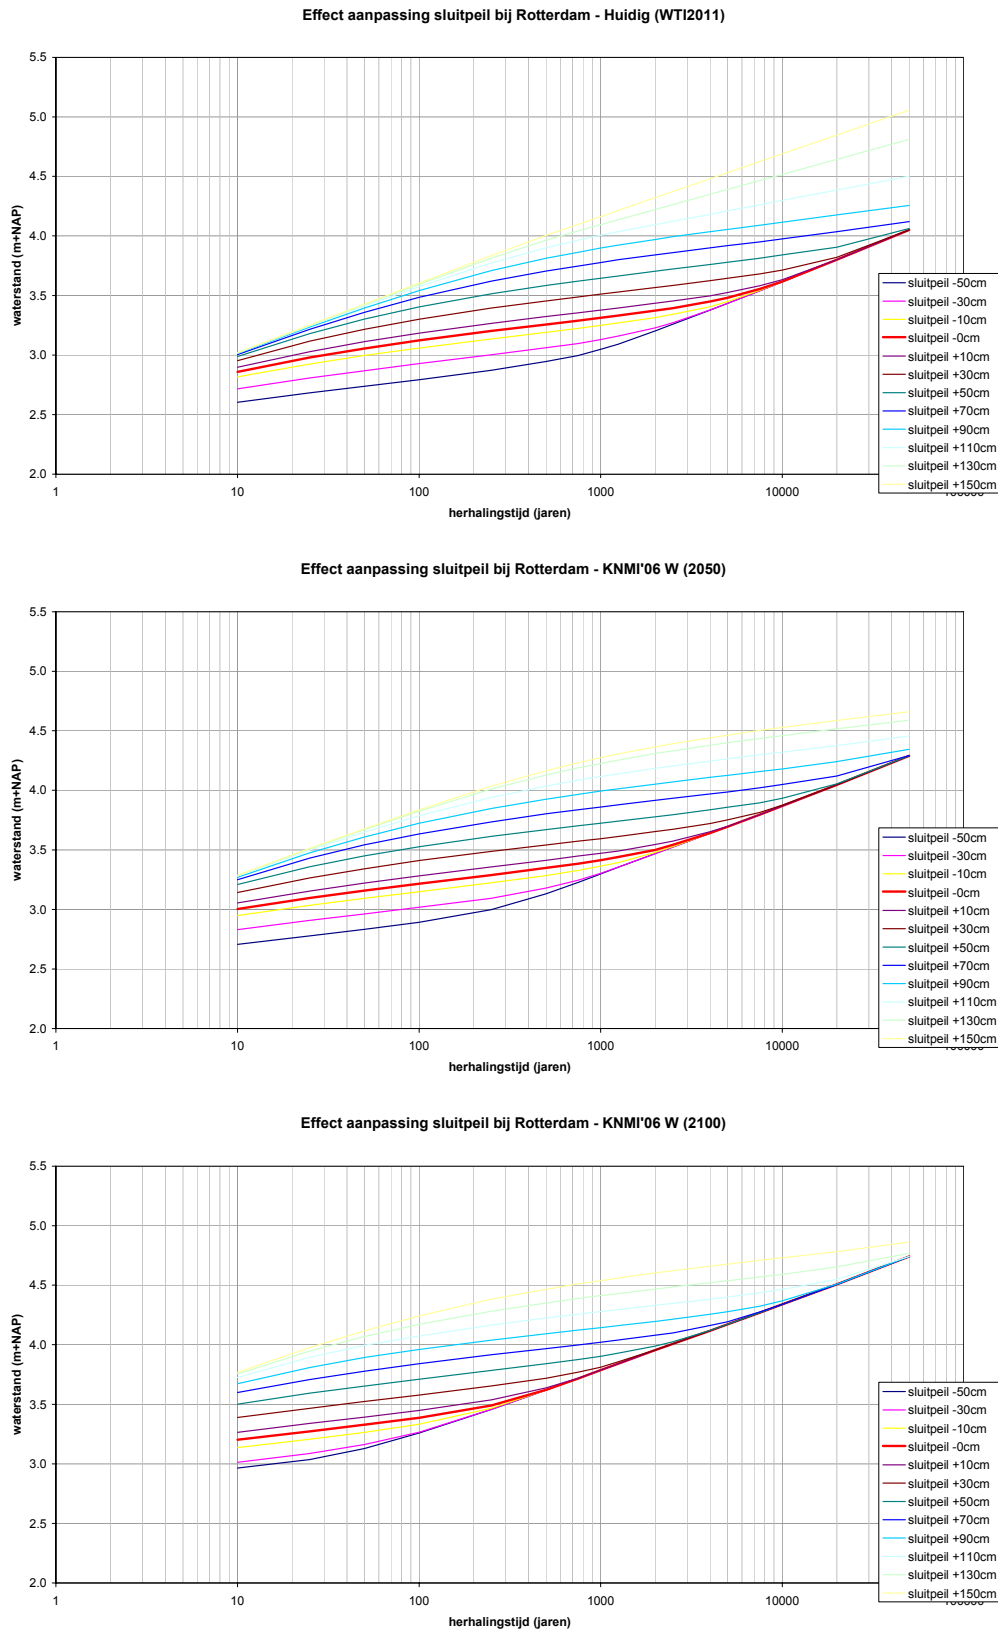 Effect aanpassing sluitpeil bij Rotterdam - Huidig (WTI2011)
5.5
5.0
4.5
4.0
3.5
3.0
2.5
2.0
waterstand (m+NAP)
1
10
100
1000
10000
herhalingstijd (jaren)
sluitpeil -50cm
sluitpeil -30cm
sluitpeil -10cm
sluitpeil -0cm
sluitpeil +10cm
sluitpeil +30cm
sluitpeil +50cm
sluitpeil +70cm
sluitpeil +90cm
sluitpeil +110cm
sluitpeil +130cm
sluitpeil +150cm
Effect aanpassing sluitpeil bij Rotterdam - KNMI'06 W (2050)
5.5
5.0
4.5
4.0
3.5
3.0
2.5
2.0
waterstand (m+NAP)
1
10
100
1000
10000
herhalingstijd (jaren)
sluitpeil -50cm
sluitpeil -30cm
sluitpeil -10cm
sluitpeil -0cm
sluitpeil +10cm
sluitpeil +30cm
sluitpeil +50cm
sluitpeil +70cm
sluitpeil +90cm
sluitpeil +110cm
sluitpeil +130cm
sluitpeil +150cm
Effect aanpassing sluitpeil bij Rotterdam - KNMI'06 W (2100)
5.5
5.0
4.5
4.0
3.5
3.0
2.5
2.0
waterstand (m+NAP)
1
10
100
1000
10000
herhalingstijd (jaren)
sluitpeil -50cm
sluitpeil -30cm
sluitpeil -10cm
sluitpeil -0cm
sluitpeil +10cm
sluitpeil +30cm
sluitpeil +50cm
sluitpeil +70cm
sluitpeil +90cm
sluitpeil +110cm
sluitpeil +130cm
sluitpeil +150cm